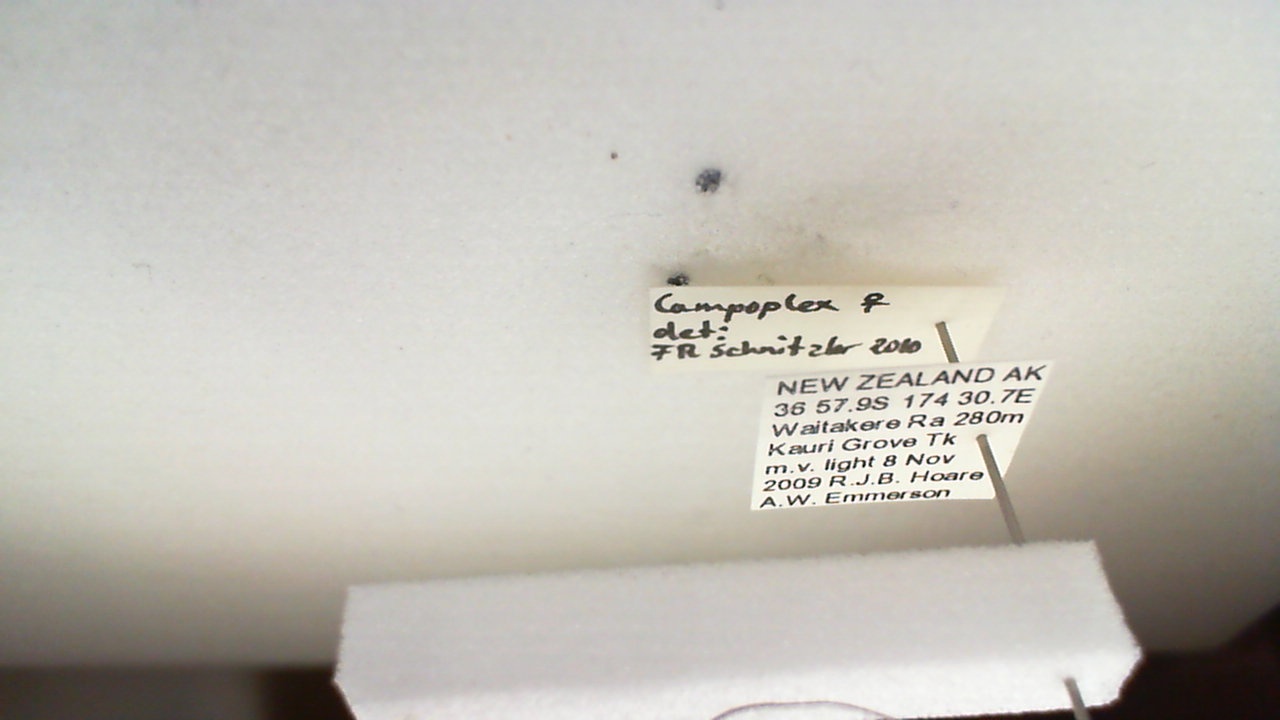 Campoplex ♀
det:
FR Schnitzler 2010
NEW ZEALAND AK
36 57.9S 174 30.7E
Waitakere Ra 280m
Kauri Grove Tk
m.v. light 8 Nov
2009 R.J.B. Hoare
A.W. Emmerson